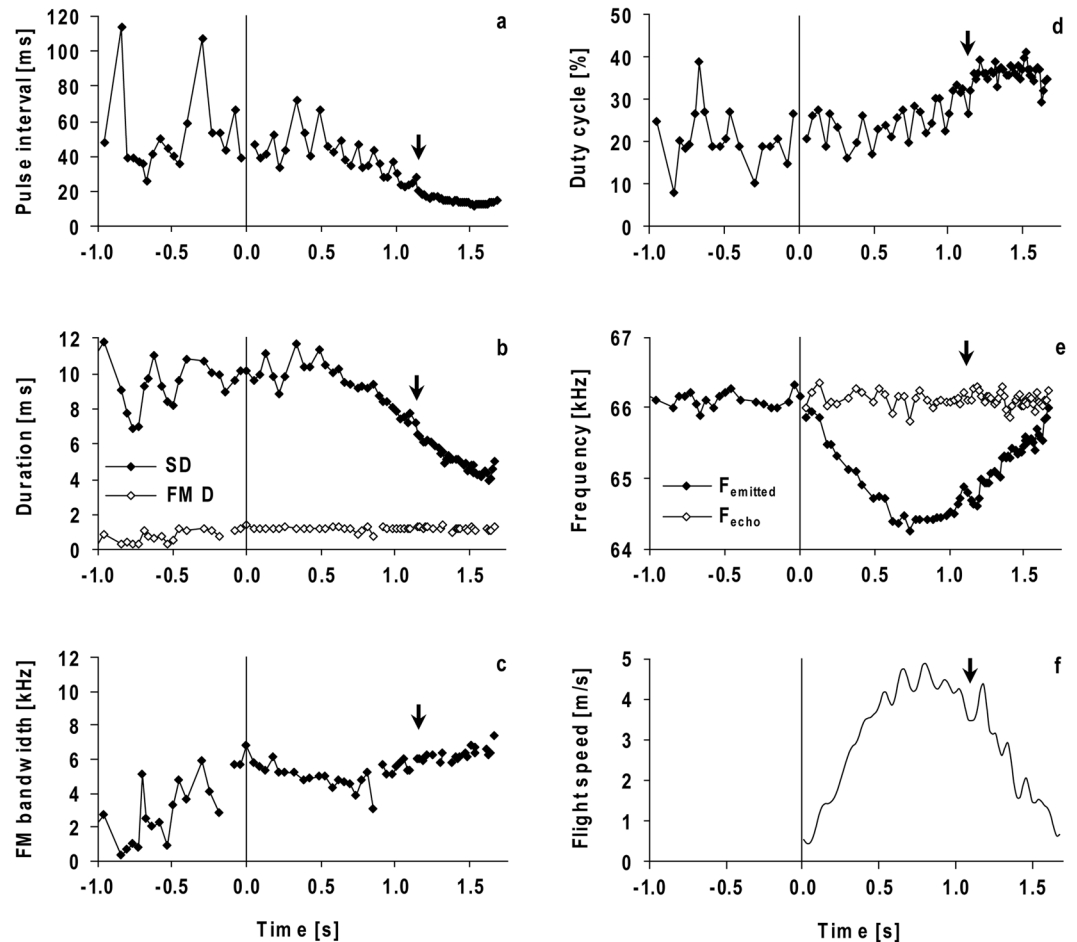 a
Pulse interval [ms]
120
100
80
60
40
20
0
-1.0 -0.5 0.0 0.5 1.0 1.5
b
Duration [ms]
12
10
8
6
4
2
0
SD
FMD
-1.0 -0.5 0.0 0.5 1.0 1.5
c
FM bandwidth [kHz]
12
10
8
6
4
2
0
-1.0 -0.5 0.0 0.5 1.0 1.5
Time [s]
d
Duty cycle [%]
50
40
30
20
10
0
-1.0 -0.5 0.0 0.5 1.0 1.5
e
Frequency [kHz]
67
66
65
64
Femitted
Fecho
-1.0 -0.5 0.0 0.5 1.0 1.5
f
Flight speed [m/s]
5
4
3
2
1
0
-1.0 -0.5 0.0 0.5 1.0 1.5
Time [s]